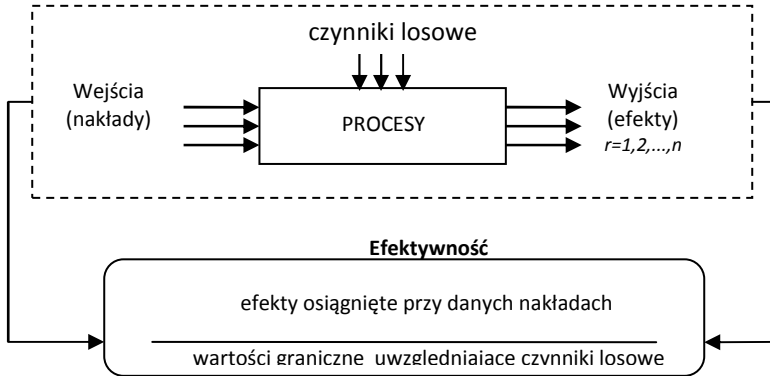 czynniki losowe
Wejścia
(nakłady)
PROCESY
Wyjścia
(efekty)
r=1,2,...,n
Efektywność
efekty osiągnięte przy danych nakładach
wartości graniczne uwzględniające czynniki losowe